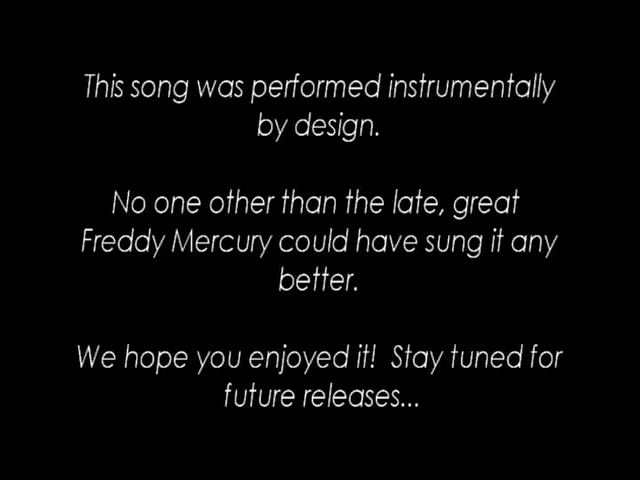 This song was performed instrumentally
by design.
No one other than the late, great
Freddy Mercury could have sung it any
better.
We hope you enjoyed it!  Stay tuned for
future releases...